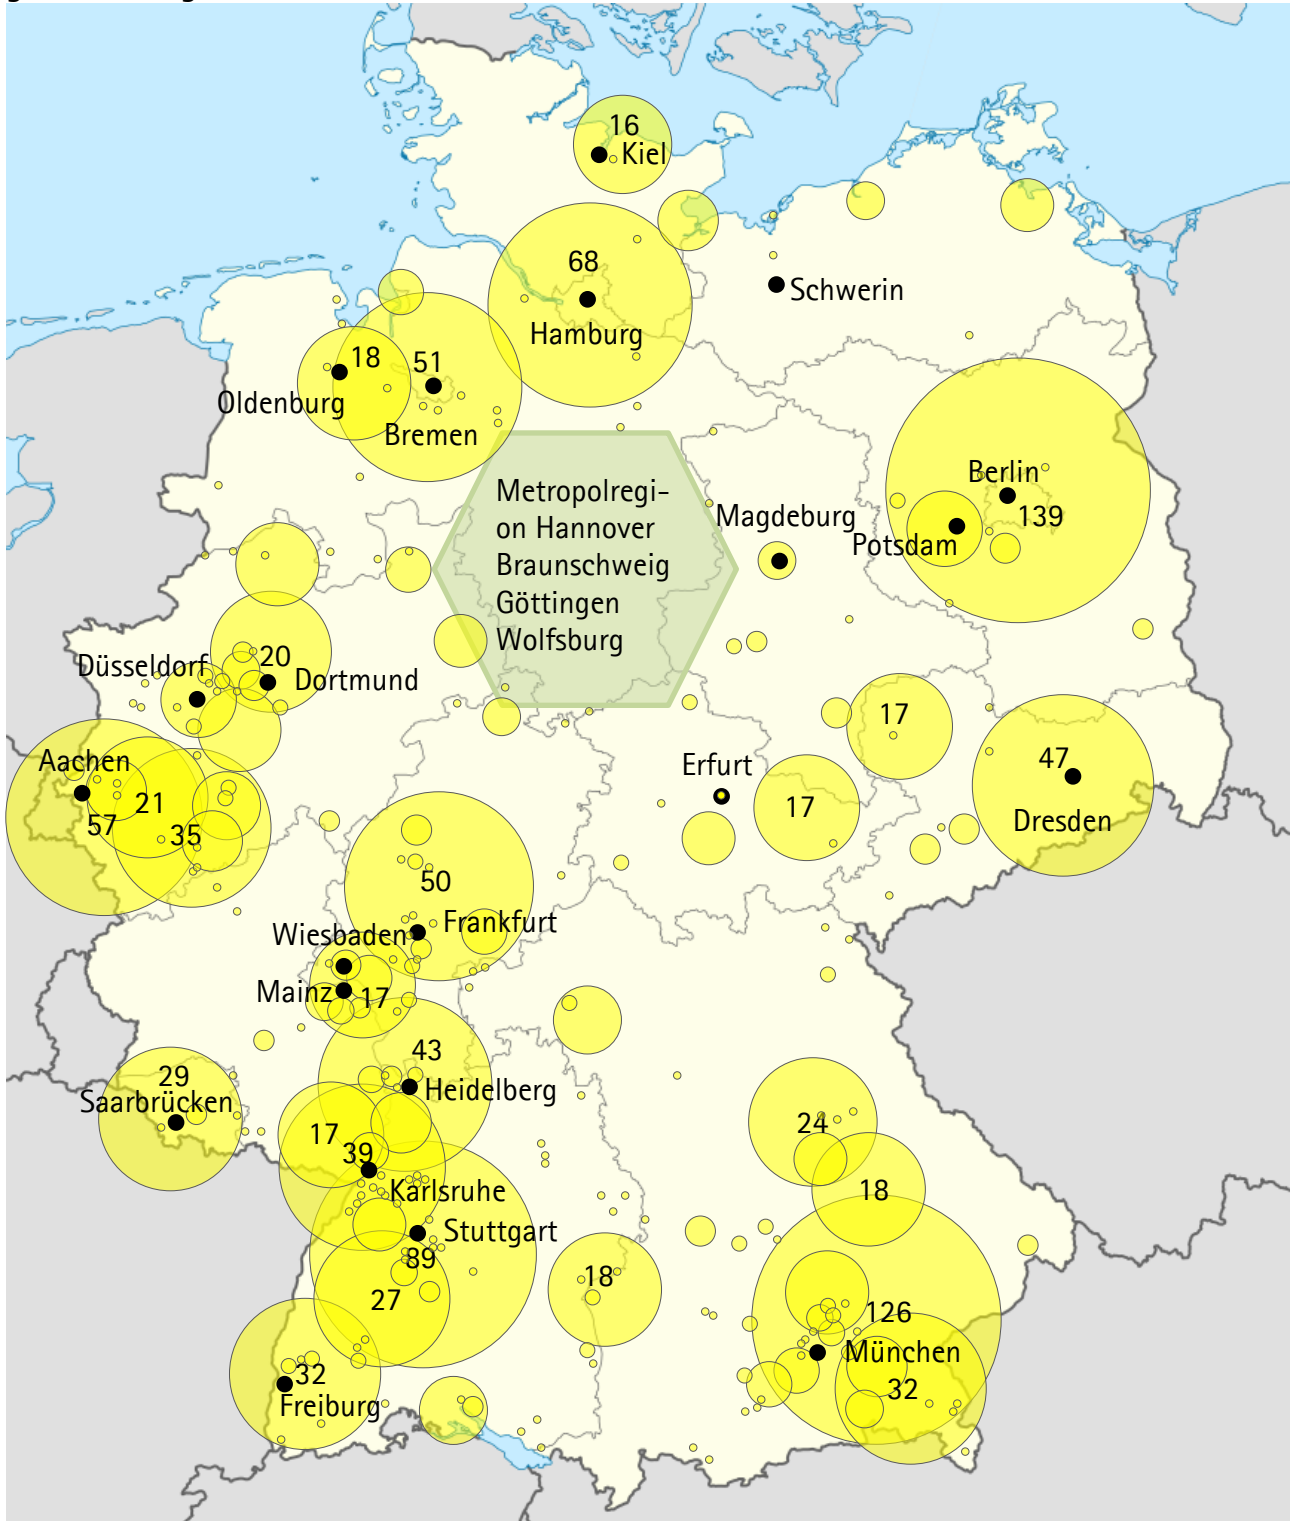 16
Kiel
68
Schwerin
Hamburg
18
51
Oldenburg
Bremen
Berlin
139
Potsdam
Metropolregi-
on Hannover
Braunschweig
Göttingen
Wolfsburg
Magdeburg
Düsseldorf
20
Dortmund
17
Aachen
21
57
35
Erfurt
17
47
Dresden
50
Wiesbaden
Frankfurt
Mainz
17
43
Heidelberg
29
Saarbrücken
17
39
Karlsruhe
Stuttgart
89
27
24
18
18
126
München
32
32
Freiburg